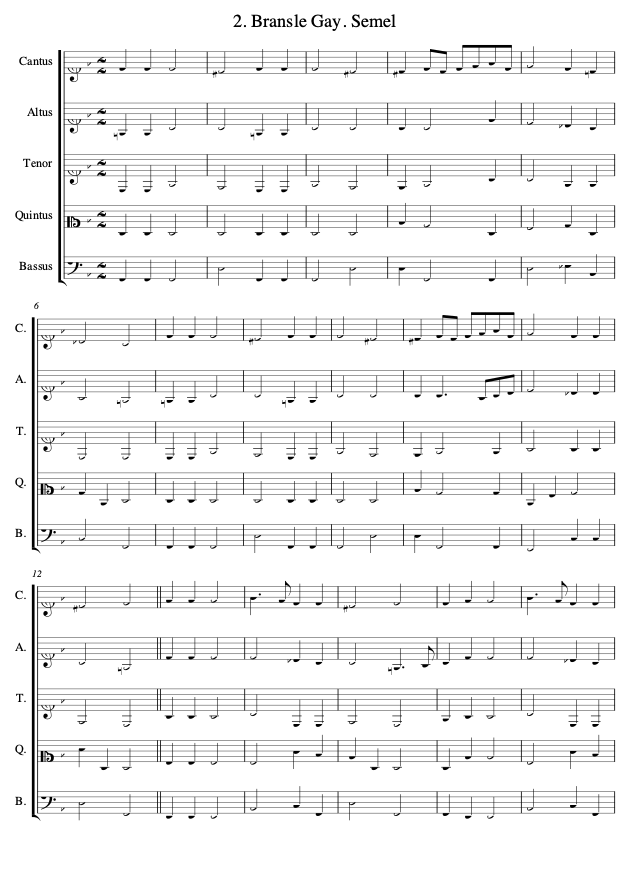 2. Bransle Gay. Semel
Cantus
Altus
Tenor
Quintus
Bassus
6
C.
A.
T.
Q.
B.
12
C.
A.
T.
Q.
B.